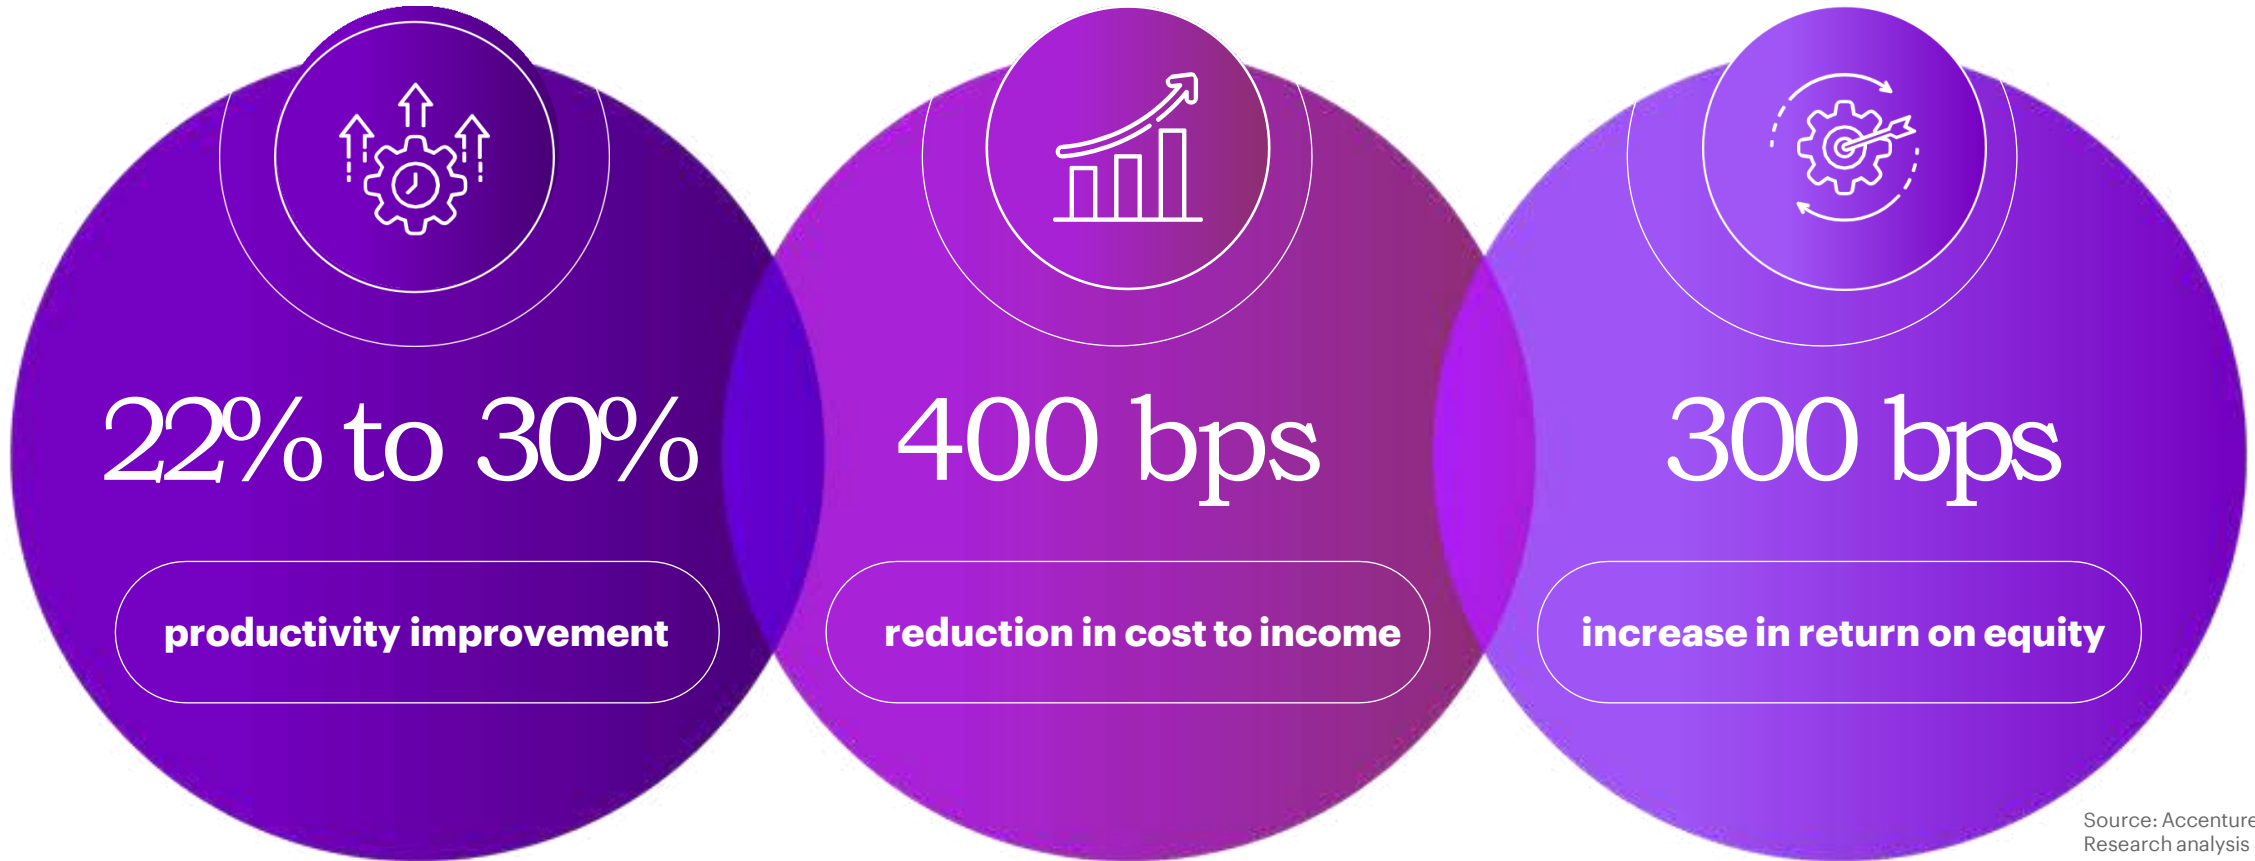 22% to 30%
productivity improvement
400 bps
reduction in cost to income
300 bps
increase in return on equity
Source: Accenture
Research analysis